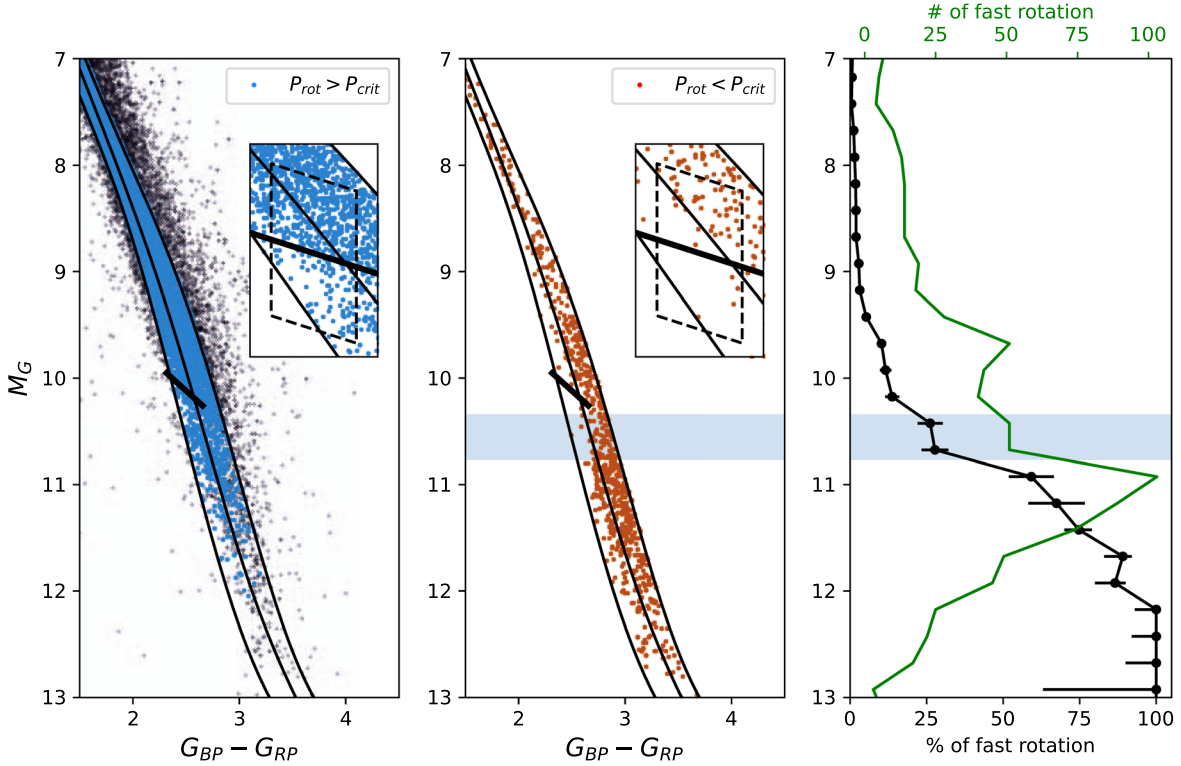 # of fast rotation
0 25 50 75 100
7
8
9
10
11
12
13
M_G
P_rot > P_crit
2 3 4
G_BP − G_RP
7
8
9
10
11
12
13
P_rot < P_crit
2 3 4
G_BP − G_RP
7
8
9
10
11
12
13
0 25 50 75 100
% of fast rotation